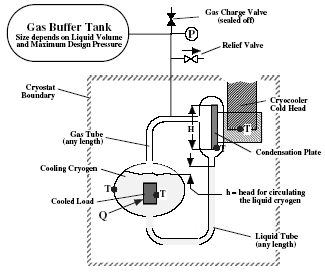 Gas Buffer Tank
Size depends on Liquid Volume
and Maximum Design Pressure
Gas Charge Valve
(sealed off)
P
Relief Valve
Cryostat
Boundary
Cryocooler
Cold Head
H
T
Gas Tube
(any length)
T
Condensation Plate
Cooling Cryogen
T
T
Cooled Load
h = head for circulating
the liquid cryogen
Q
Liquid Tube
(any length)